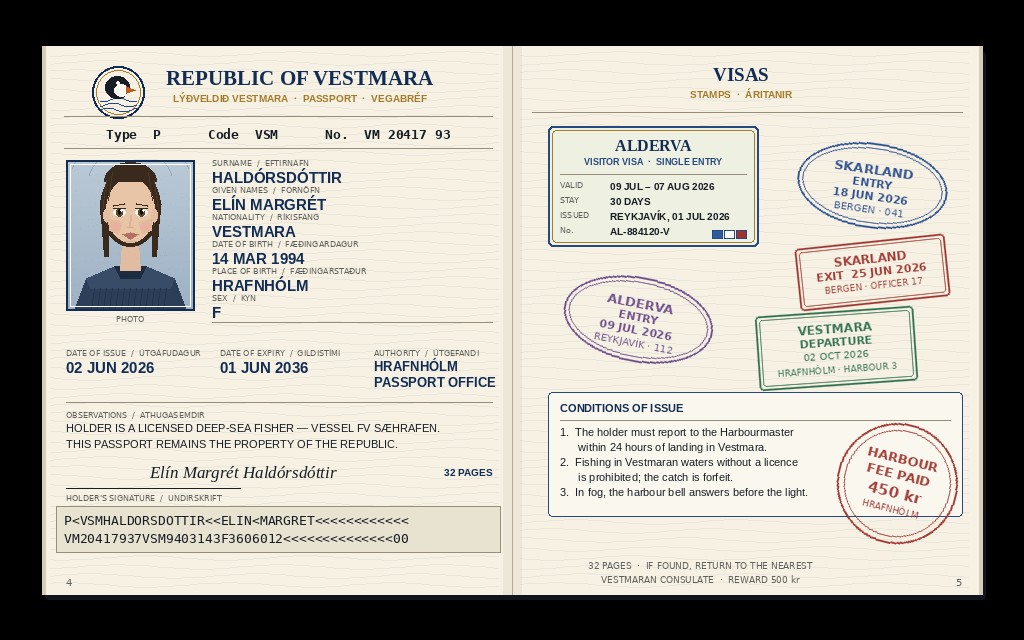 REPUBLIC OF VESTMARA
LÝÐVELDIÐ VESTMARA · PASSPORT · VEGABRÉF
Type P Code VSM No. VM 20417 93
SURNAME / EFTIRNAFN
HALDÓRSDÓTTIR
GIVEN NAMES / FORNÖFN
ELÍN MARGRÉT
NATIONALITY / RÍKISFANG
VESTMARA
DATE OF BIRTH / FÆÐINGARDAGUR
14 MAR 1994
PLACE OF BIRTH / FÆÐINGARSTAÐUR
HRAFNHÓLM
SEX / KYN
F
PHOTO
DATE OF ISSUE / ÚTGÁFUDAGUR
02 JUN 2026
DATE OF EXPIRY / GILDISTÍMI
01 JUN 2036
AUTHORITY / ÚTGEFANDI
HRAFNHÓLM
PASSPORT OFFICE
OBSERVATIONS / ATHUGASEMDIR
HOLDER IS A LICENSED DEEP-SEA FISHER — VESSEL FV SÆHRAFEN.
THIS PASSPORT REMAINS THE PROPERTY OF THE REPUBLIC.
Elín Margrét Haldórsdóttir
32 PAGES
HOLDER'S SIGNATURE / UNDIRSKRIFT
P<VSMHALDORSDOTTIR<<ELIN<MARGRET<<<<<<<<<<<<
VM20417937VSM9403143F3606012<<<<<<<<<<<<<<00
4
VISAS
STAMPS · ÁRITANIR
ALDERVA
VISITOR VISA · SINGLE ENTRY
VALID 09 JUL – 07 AUG 2026
STAY 30 DAYS
ISSUED REYKJAVÍK, 01 JUL 2026
No. AL-884120-V
SKARLAND
ENTRY
18 JUN 2026
BERGEN · 041
SKARLAND
EXIT 25 JUN 2026
BERGEN · OFFICER 17
ALDERVA
ENTRY
09 JUL 2026
REYKJAVÍK · 112
VESTMARA
DEPARTURE
02 OCT 2026
HRAFNHÓLM · HARBOUR 3
CONDITIONS OF ISSUE
1. The holder must report to the Harbourmaster
within 24 hours of landing in Vestmara.
2. Fishing in Vestmaran waters without a licence
is prohibited; the catch is forfeit.
3. In fog, the harbour bell answers before the light.
HARBOUR
FEE PAID
450 kr
HRAFNHÓLM
32 PAGES · IF FOUND, RETURN TO THE NEAREST
VESTMARAN CONSULATE · REWARD 500 kr
5